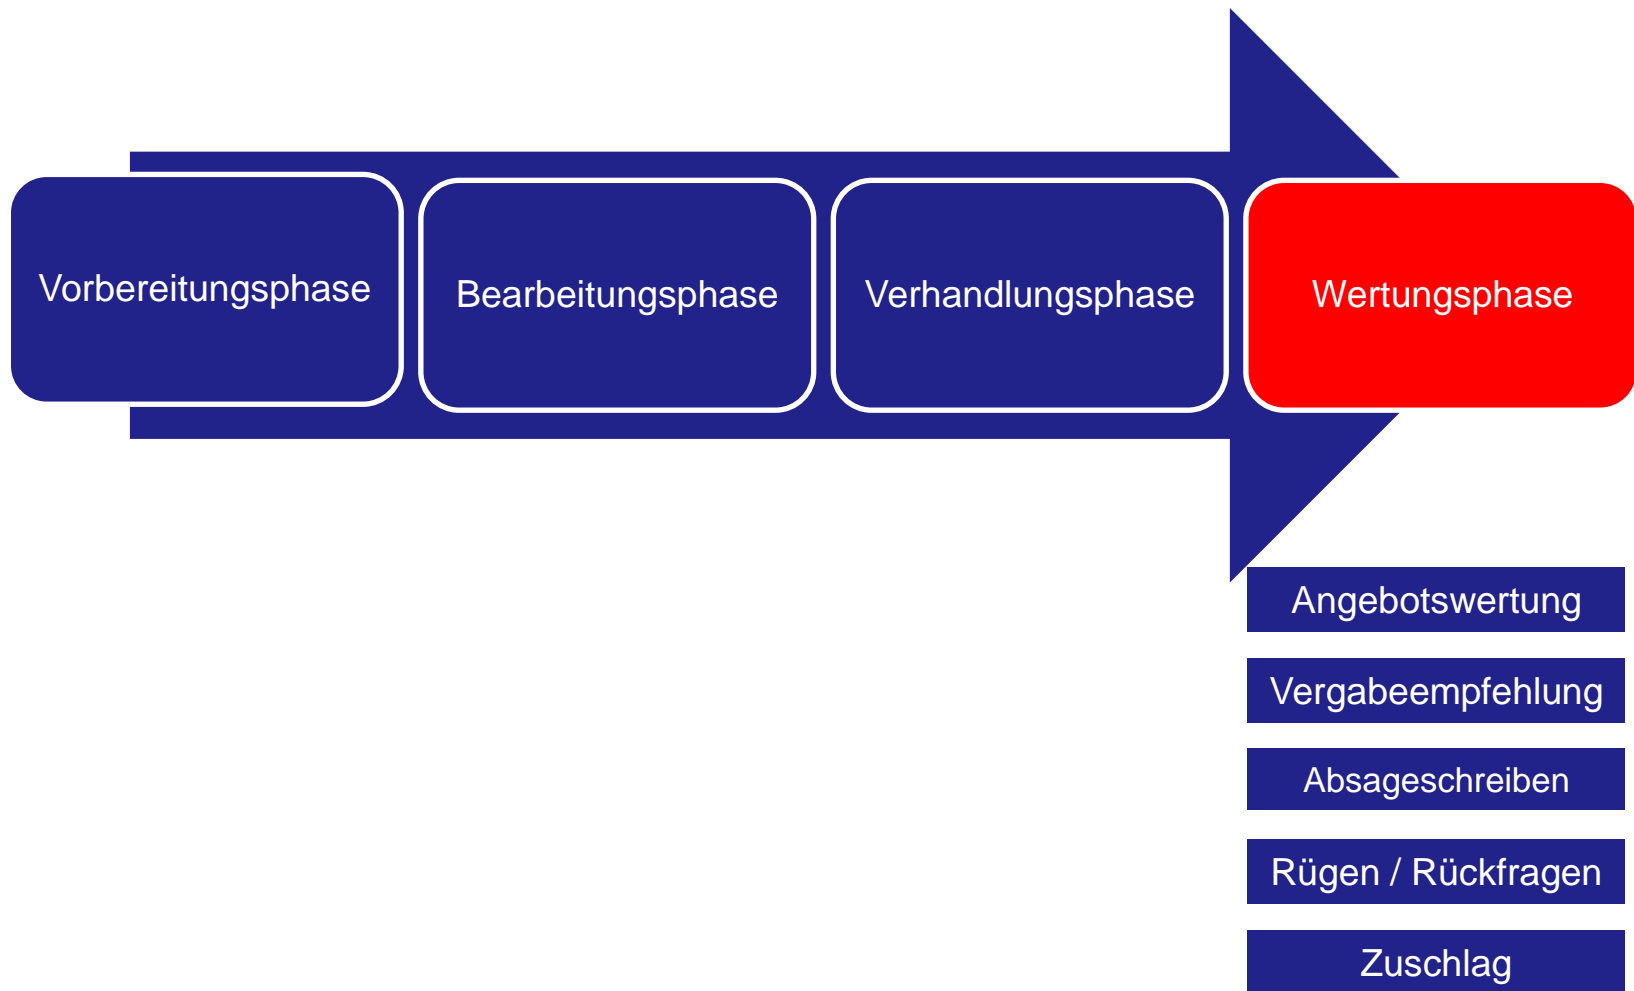 Vorbereitungsphase
Bearbeitungsphase
Verhandlungsphase
Wertungsphase
Angebotswertung
Vergabeempfehlung
Absageschreiben
Rügen / Rückfragen
Zuschlag